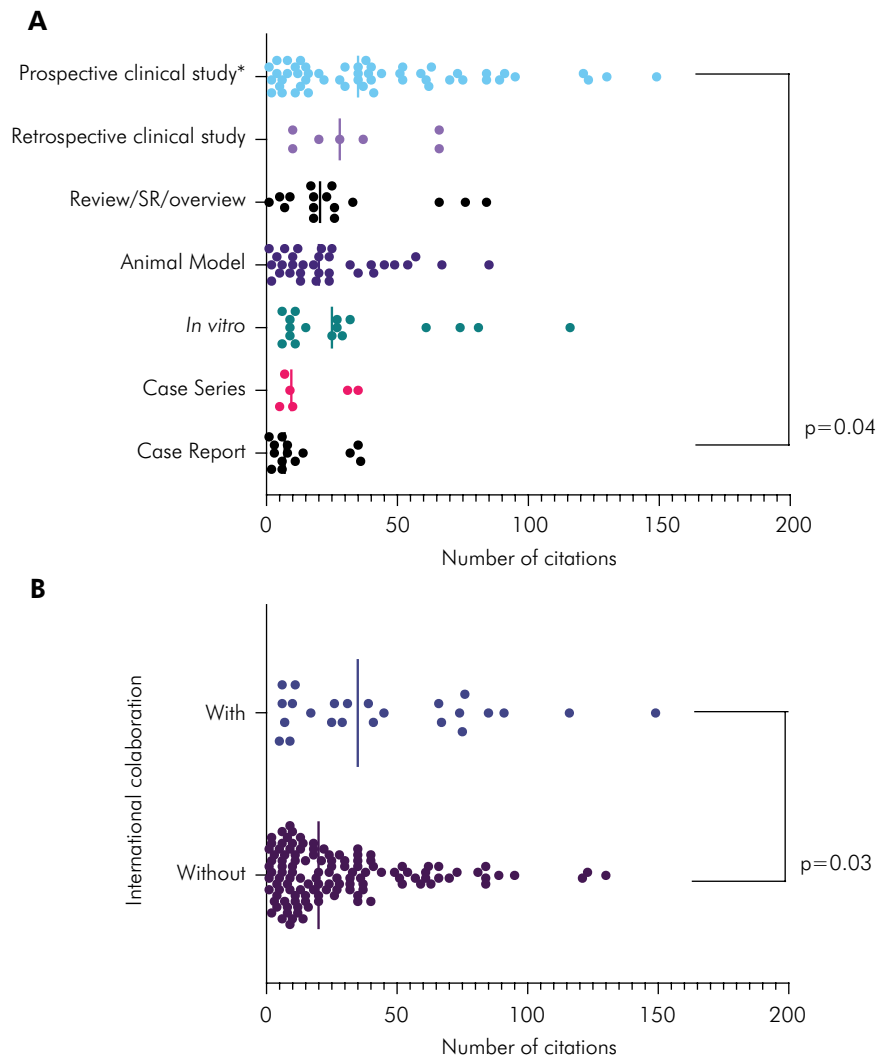 A
Prospective clinical study*
Retrospective clinical study
Review/SR/overview
Animal Model
In vitro
Case Series
Case Report
p=0.04
0 50 100 150 200
Number of citations
B
International colaboration
With
Without
p=0.03
0 50 100 150 200
Number of citations